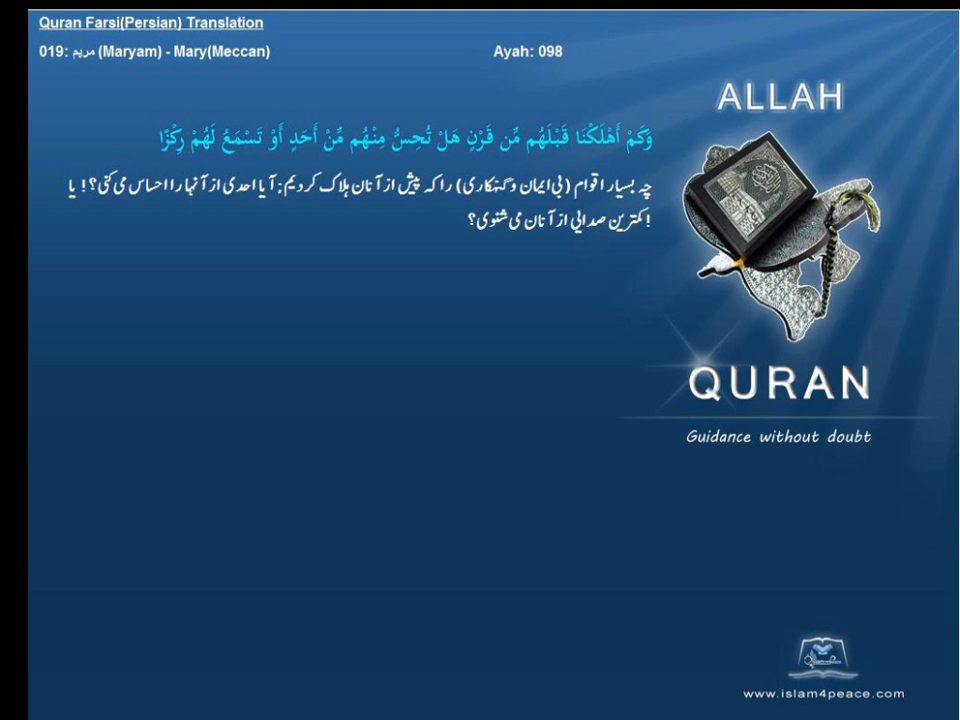 Quran Farsi(Persian) Translation
019: مريم (Maryam) - Mary(Meccan) Ayah: 098
ALLAH
وَكَمْ أَهْلَكْنَا قَبْلَهُم مِّن قَرْنٍ هَلْ تُحِسُّ مِنْهُم مِّنْ أَحَدٍ أَوْ تَسْمَعُ لَهُمْ رِكْزًا
چه بسیار اقوام (بی‌ایمان و گنهکاری) را که پیش از آنان هلاک کردیم: آیا احدی از آنها را احساس می‌کنی؟! یا
کمترین صدایی از آنان می‌شنوی؟!
QURAN
Guidance without doubt
www.islam4peace.com